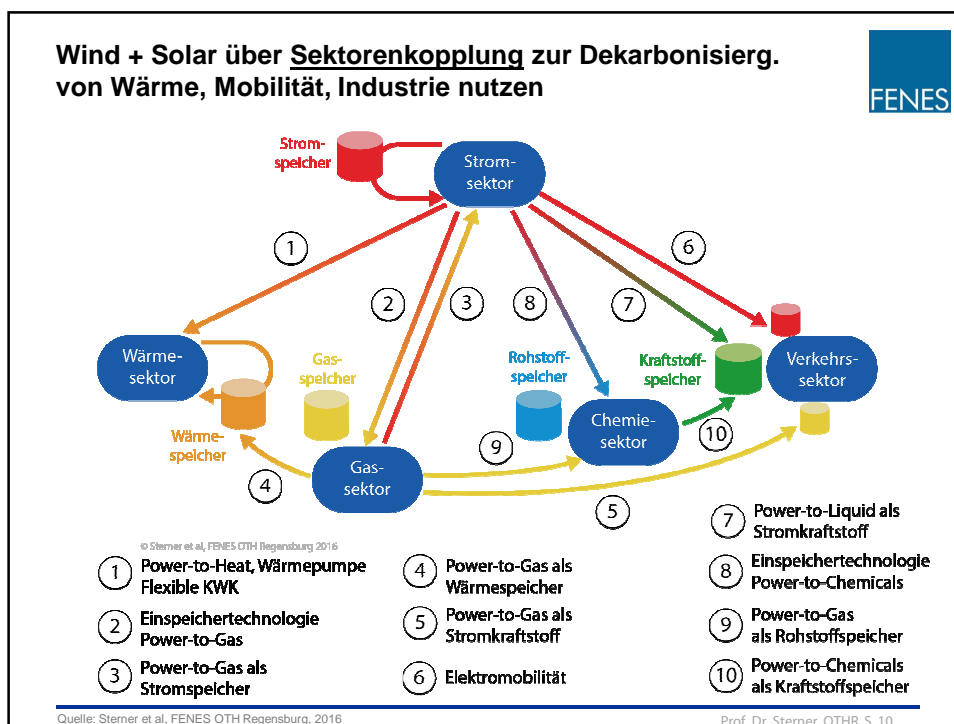 Wind + Solar über Sektorenkopplung zur Dekarbonisierg.
von Wärme, Mobilität, Industrie nutzen
FENES
Strom-
speicher
Strom-
sektor
1
2
3
8
7
6
Wärme-
sektor
Gas-
speicher
Rohstoff-
speicher
Kraftstoff-
speicher
Verkehrs-
sektor
Wärme-
speicher
Chemie-
sektor
Gas-
sektor
4
9
10
5
© Sterner et al, FENES OTH Regensburg 2016
1 Power-to-Heat, Wärmepumpe
Flexible KWK
2 Einspeichertechnologie
Power-to-Gas
3 Power-to-Gas als
Stromspeicher
4 Power-to-Gas als
Wärmespeicher
5 Power-to-Gas als
Stromkraftstoff
6 Elektromobilität
7 Power-to-Liquid als
Stromkraftstoff
8 Einspeichertechnologie
Power-to-Chemicals
9 Power-to-Gas
als Rohstoffspeicher
10 Power-to-Chemicals
als Kraftstoffspeicher
Quelle: Sterner et al, FENES OTH Regensburg, 2016
Prof. Dr. Sterner, OTHR, S. 10